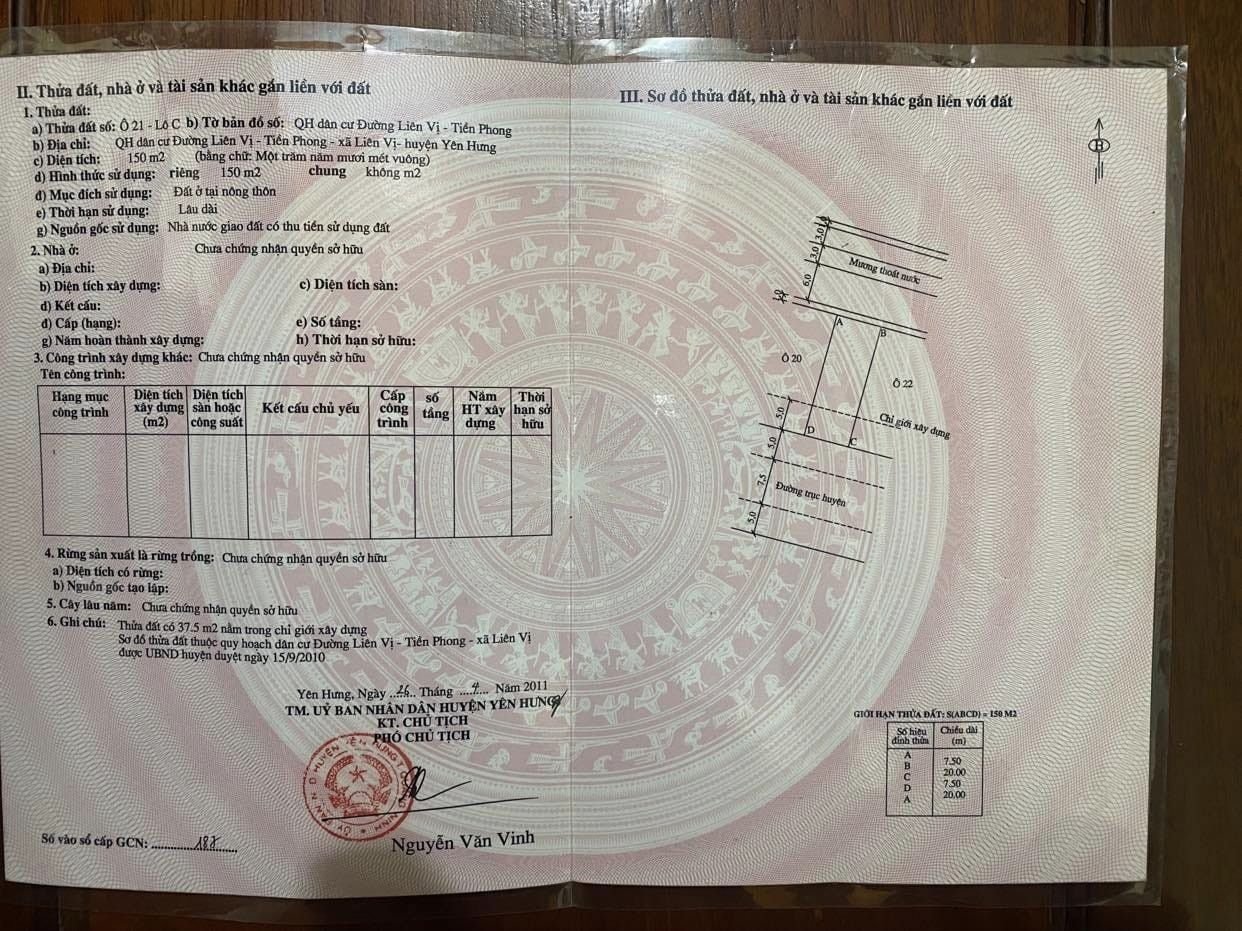 II. Thửa đất, nhà ở và tài sản khác gắn liền với đất
1. Thửa đất:
a) Thửa đất số: Ô 21 - Lô C b) Tờ bản đồ số: QH dân cư Đường Liên Vị - Tiền Phong
b) Địa chỉ: QH dân cư Đường Liên Vị - Tiền Phong - xã Liên Vị- huyện Yên Hưng
c) Diện tích: 150 m2 (bằng chữ: Một trăm năm mươi mét vuông)
d) Hình thức sử dụng: riêng 150 m2 chung không m2
đ) Mục đích sử dụng: Đất ở tại nông thôn
e) Thời hạn sử dụng: Lâu dài
g) Nguồn gốc sử dụng: Nhà nước giao đất có thu tiền sử dụng đất
2. Nhà ở: Chưa chứng nhận quyền sở hữu
a) Địa chỉ:
b) Diện tích xây dựng: c) Diện tích sàn:
d) Kết cấu:
đ) Cấp (hạng): e) Số tầng:
g) Năm hoàn thành xây dựng: h) Thời hạn sở hữu:
3. Công trình xây dựng khác: Chưa chứng nhận quyền sở hữu
Tên công trình:
Hạng mục công trình
Diện tích xây dựng (m2)
Diện tích sàn hoặc công suất
Kết cấu chủ yếu
Cấp công trình
số tầng
Năm HT xây dựng
Thời hạn sở hữu
4. Rừng sản xuất là rừng trồng: Chưa chứng nhận quyền sở hữu
a) Diện tích có rừng:
b) Nguồn gốc tạo lập:
5. Cây lâu năm: Chưa chứng nhận quyền sở hữu
6. Ghi chú: Thửa đất có 37.5 m2 nằm trong chỉ giới xây dựng
Sơ đồ thửa đất thuộc quy hoạch dân cư Đường Liên Vị - Tiền Phong - xã Liên Vị
được UBND huyện duyệt ngày 15/9/2010
Yên Hưng, Ngày ..26.. Tháng ....4.... Năm 2011
TM. UỶ BAN NHÂN DÂN HUYỆN YÊN HƯNG
KT. CHỦ TỊCH
PHÓ CHỦ TỊCH
Nguyễn Văn Vinh
Số vào sổ cấp GCN:
III. Sơ đồ thửa đất, nhà ở và tài sản khác gắn liền với đất
B
3,0
3,0
6,0
Mương thoát nước
A
B
Ô 20
Ô 22
5,0
Chỉ giới xây dựng
D
C
5,0
7,5
Đường trục huyện
5,0
GIỚI HẠN THỬA ĐẤT: S(ABCD) = 150 M2
Số hiệu đỉnh thửa
Chiều dài (m)
A
7.50
B
20.00
C
7.50
D
20.00
A